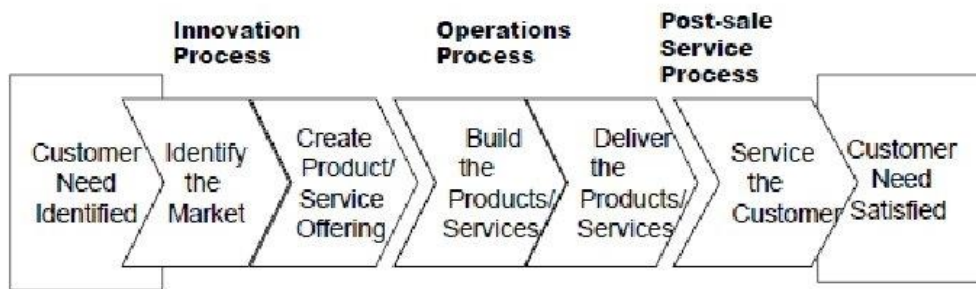 Innovation
Process
Operations
Process
Post-sale
Service
Process
Customer
Need
Identified
Identify
the
Market
Create
Product/
Service
Offering
Build
the
Products/
Services
Deliver
the
Products/
Services
Service
the
Customer
Customer
Need
Satisfied